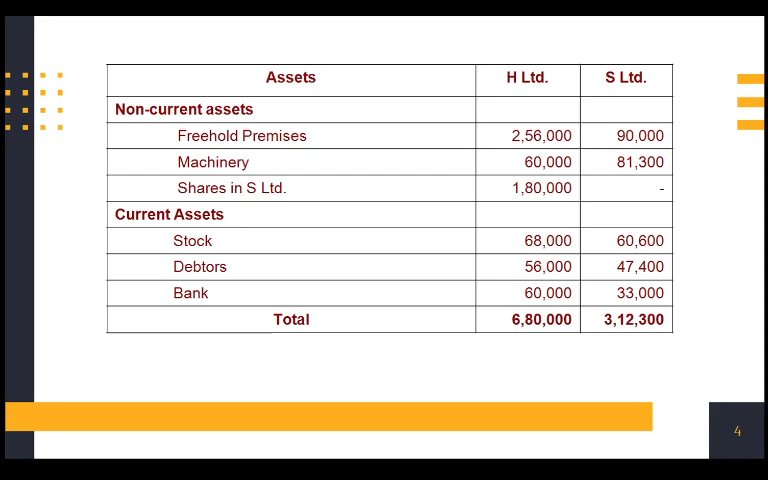 Assets H Ltd. S Ltd.
Non-current assets
Freehold Premises 2,56,000 90,000
Machinery 60,000 81,300
Shares in S Ltd. 1,80,000 -
Current Assets
Stock 68,000 60,600
Debtors 56,000 47,400
Bank 60,000 33,000
Total 6,80,000 3,12,300
4